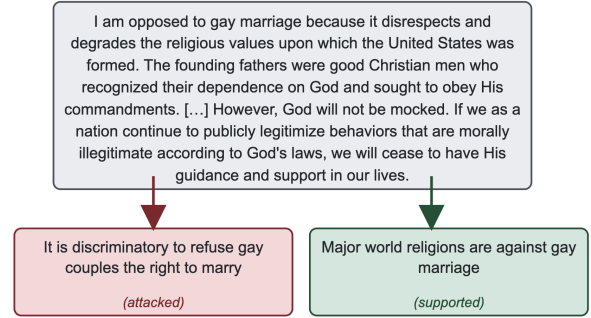 I am opposed to gay marriage because it disrespects and
degrades the religious values upon which the United States was
formed. The founding fathers were good Christian men who
recognized their dependence on God and sought to obey His
commandments. […] However, God will not be mocked. If we as a
nation continue to publicly legitimize behaviors that are morally
illegitimate according to God's laws, we will cease to have His
guidance and support in our lives.
It is discriminatory to refuse gay
couples the right to marry
(attacked)
Major world religions are against gay
marriage
(supported)